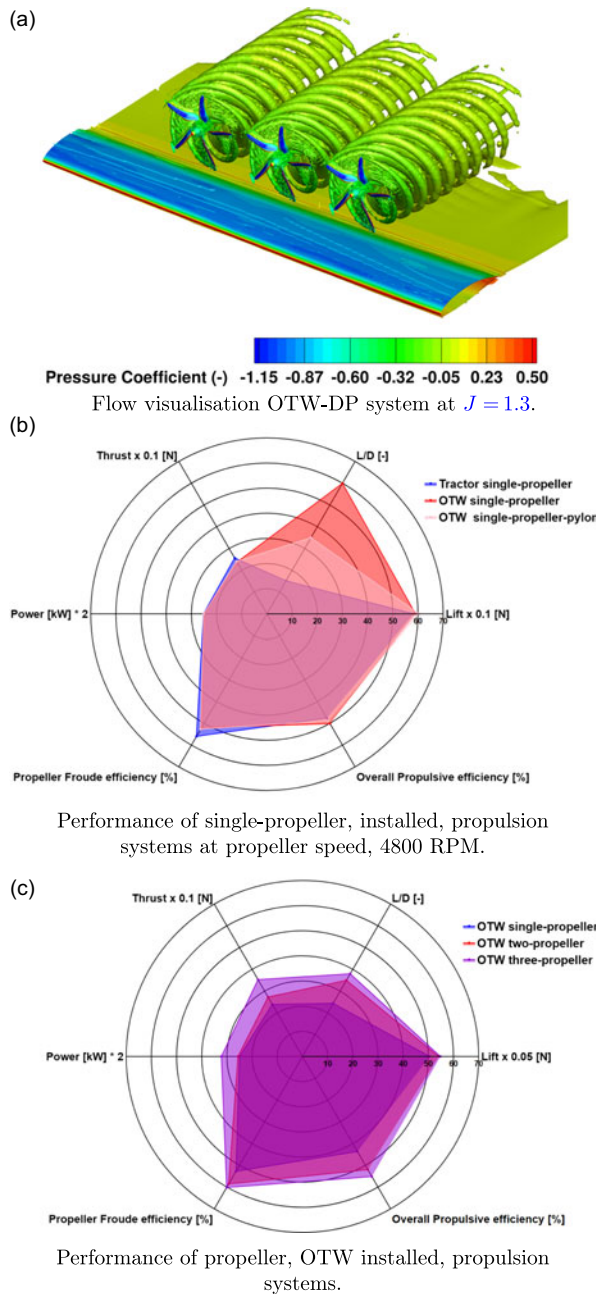 (a)
-1.15 -0.87 -0.60 -0.32 -0.05 0.23 0.50
Pressure Coefficient (-)
Flow visualisation OTW-DP system at J = 1.3.
(b)
Thrust x 0.1 [N]
L/D [-]
Tractor single-propeller
OTW single-propeller
OTW single-propeller-pylon
Power [kW] * 2
10 20 30 40 50 60 70
Lift x 0.1 [N]
Propeller Froude efficiency [%]
Overall Propulsive efficiency [%]
Performance of single-propeller, installed, propulsion
systems at propeller speed, 4800 RPM.
(c)
Thrust x 0.1 [N]
L/D [-]
OTW single-propeller
OTW two-propeller
OTW three-propeller
Power [kW] * 2
10 20 30 40 50 60 70
Lift x 0.05 [N]
Propeller Froude efficiency [%]
Overall Propulsive efficiency [%]
Performance of propeller, OTW installed, propulsion
systems.